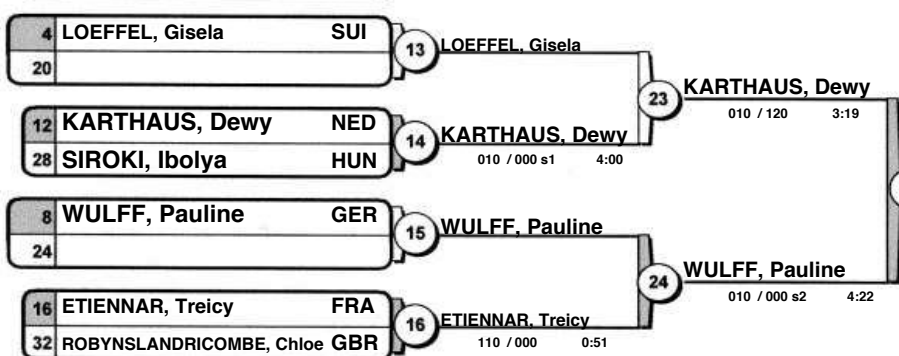 4 LOEFFEL, Gisela SUI
20
13
LOEFFEL, Gisela
12 KARTHAUS, Dewy NED
28 SIROKI, Ibolya HUN
14
KARTHAUS, Dewy
010 / 000 s1 4:00
23
KARTHAUS, Dewy
010 / 120 3:19
8 WULFF, Pauline GER
24
15
WULFF, Pauline
16 ETIENNAR, Treicy FRA
32 ROBYNSLANDRICOMBE, Chloe GBR
16
ETIENNAR, Treicy
110 / 000 0:51
24
WULFF, Pauline
010 / 000 s2 4:22